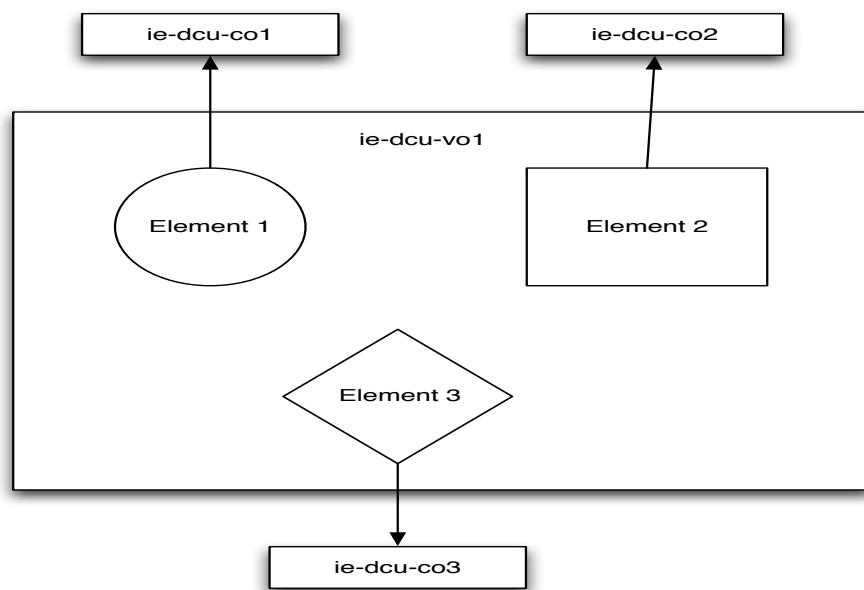 ie-dcu-co1
ie-dcu-co2
ie-dcu-vo1
Element 1
Element 2
Element 3
ie-dcu-co3